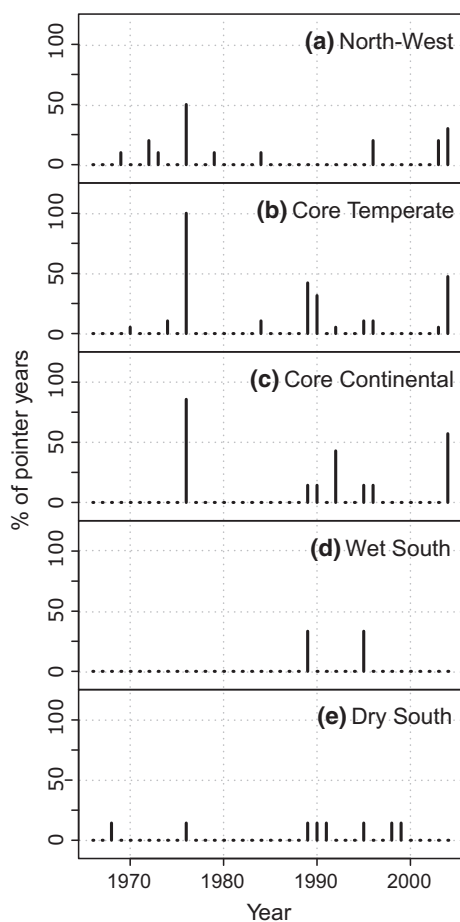 % of pointer years
(a) North-West
100
50
0
(b) Core Temperate
100
50
0
(c) Core Continental
100
50
0
(d) Wet South
100
50
0
(e) Dry South
100
50
0
1970 1980 1990 2000
Year